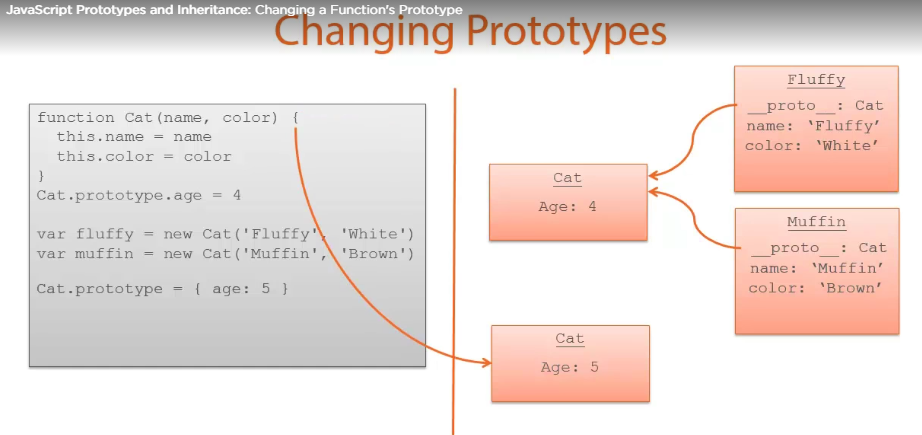 JavaScript Prototypes and Inheritance: Changing a Function's Prototype
Changing Prototypes
function Cat(name, color) {
this.name = name
this.color = color
}
Cat.prototype.age = 4
var fluffy = new Cat('Fluffy', 'White')
var muffin = new Cat('Muffin', 'Brown')
Cat.prototype = { age: 5 }
Cat
Age: 4
Cat
Age: 5
Fluffy
__proto__: Cat
name: ‘Fluffy’
color: ‘White’
Muffin
__proto__: Cat
name: ‘Muffin’
color: ‘Brown’